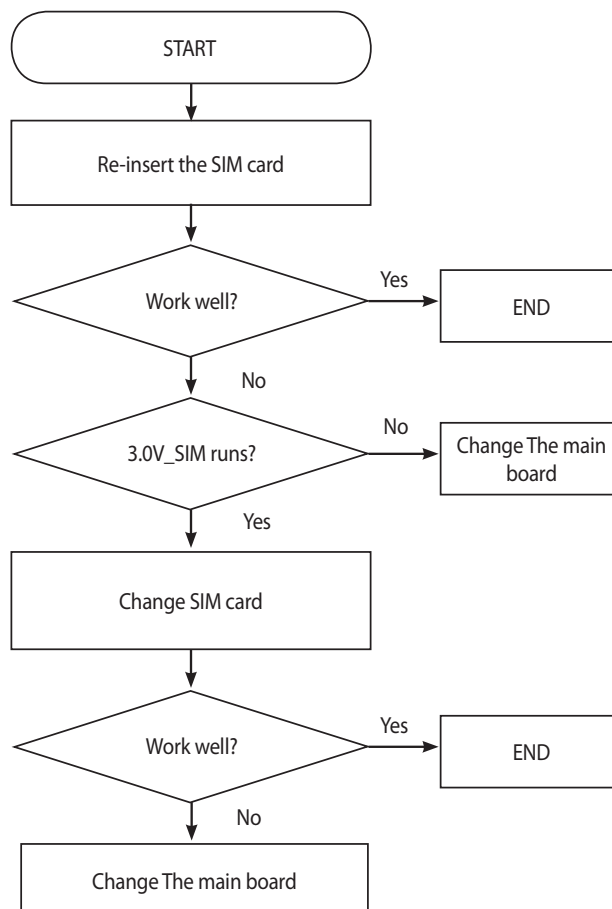 START
Re-insert the SIM card
Work well?
Yes
END
No
3.0V_SIM runs?
No
Change The main
board
Yes
Change SIM card
Work well?
Yes
END
No
Change The main board